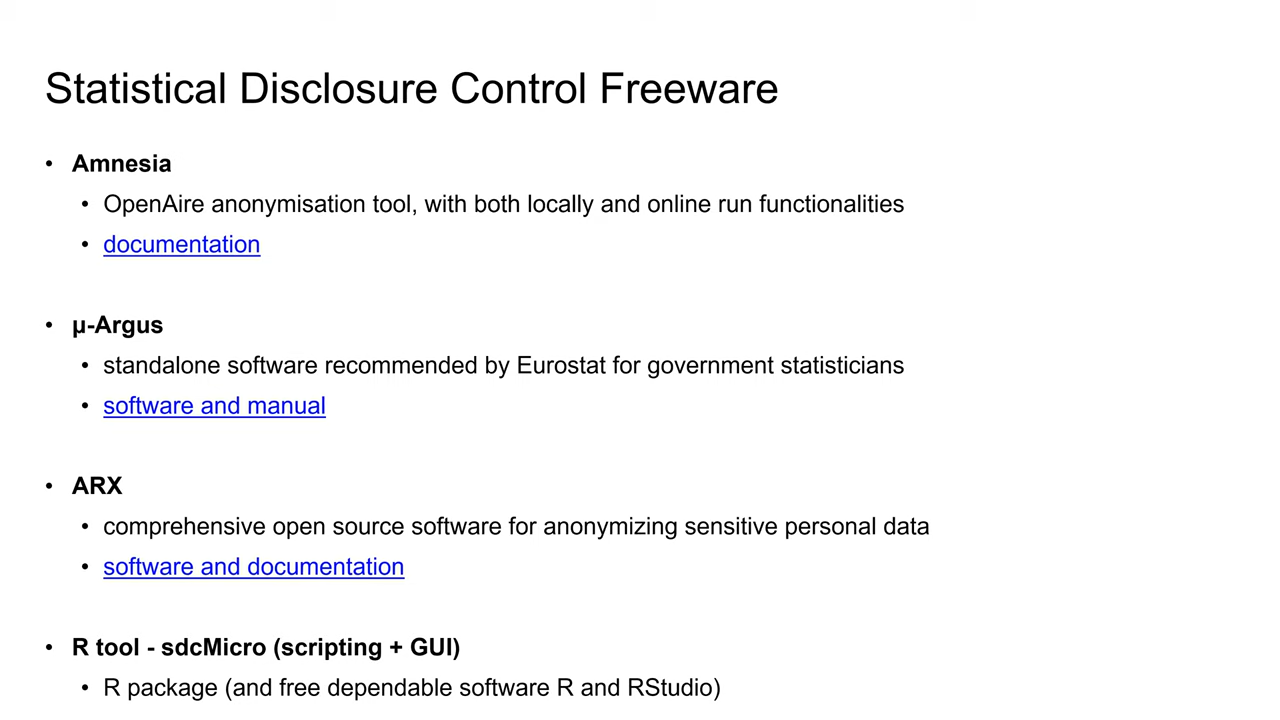 Statistical Disclosure Control Freeware
• Amnesia
• OpenAire anonymisation tool, with both locally and online run functionalities
• documentation
• μ-Argus
• standalone software recommended by Eurostat for government statisticians
• software and manual
• ARX
• comprehensive open source software for anonymizing sensitive personal data
• software and documentation
• R tool - sdcMicro (scripting + GUI)
• R package (and free dependable software R and RStudio)